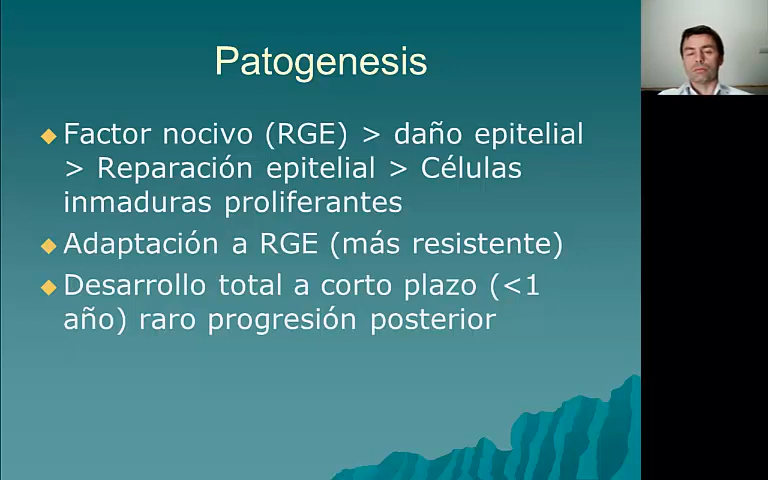 Patogenesis
Factor nocivo (RGE) > daño epitelial
> Reparación epitelial > Células
inmaduras proliferantes
Adaptación a RGE (más resistente)
Desarrollo total a corto plazo (<1
año) raro progresión posterior